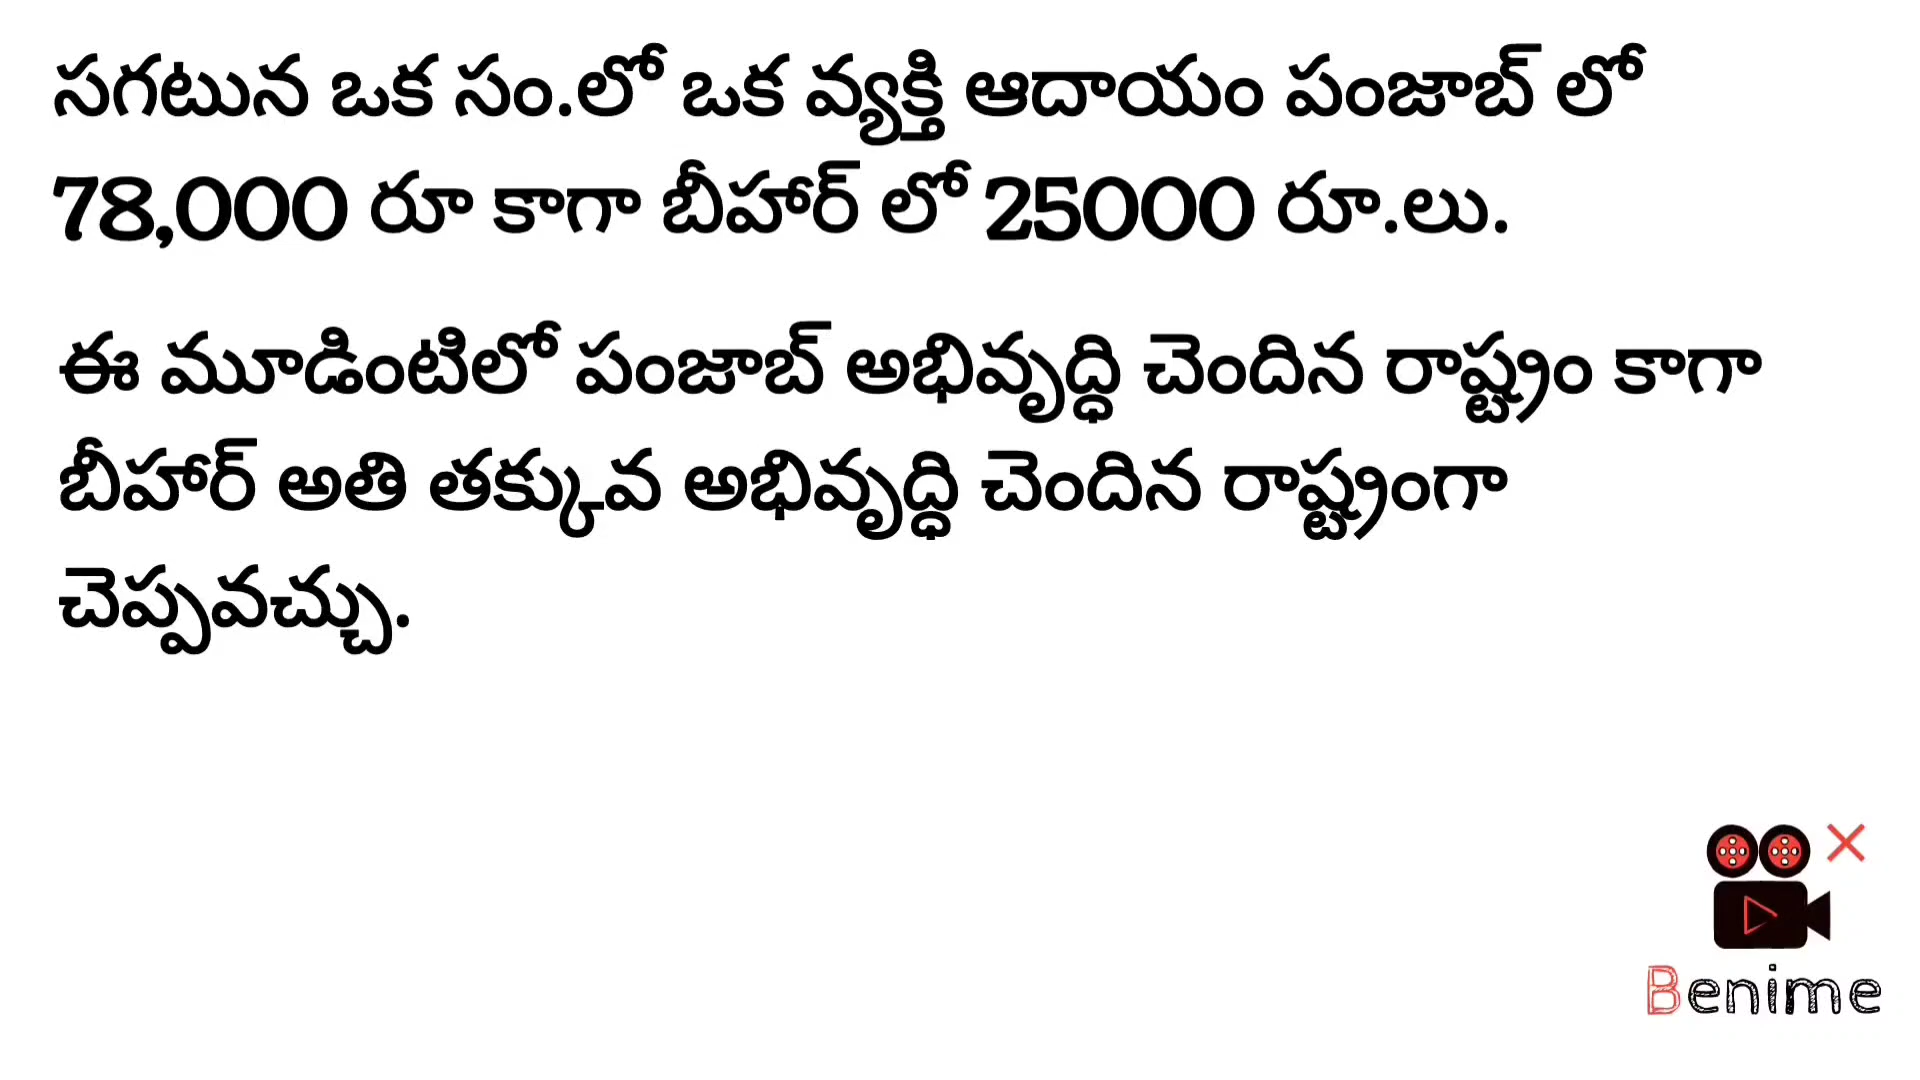 సగటున ఒక సం.లో ఒక వ్యక్తి ఆదాయం పంజాబ్ లో
78,000 రూ కాగా బీహార్ లో 25000 రూ.లు.
ఈ మూడింటిలో పంజాబ్ అభివృద్ధి చెందిన రాష్ట్రం కాగా
బీహార్ అతి తక్కువ అభివృద్ధి చెందిన రాష్ట్రంగా
చెప్పవచ్చు.
Benime